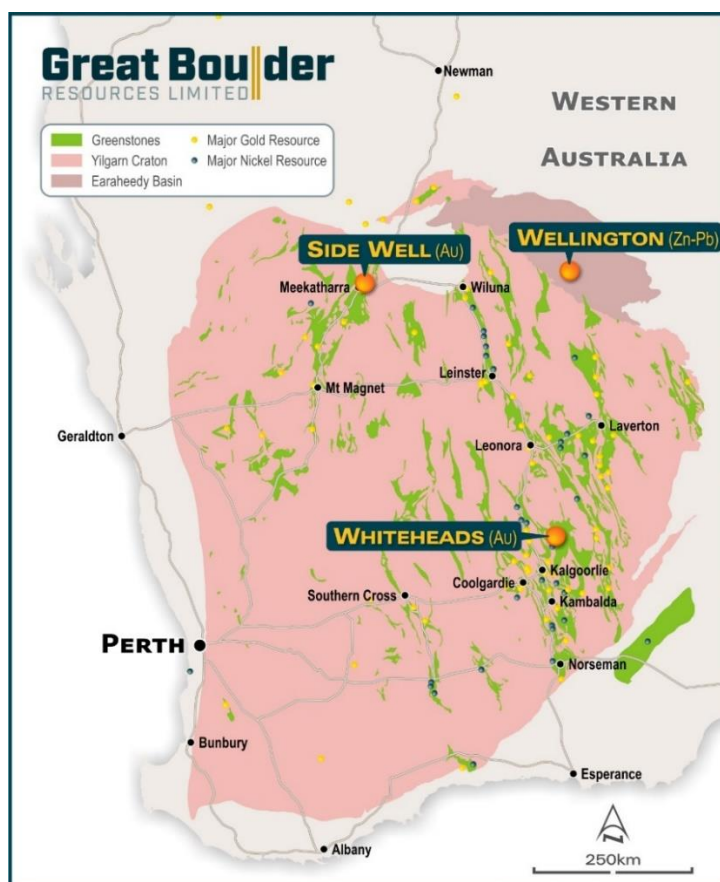 Great Boulder
RESOURCES LIMITED
Newman
WESTERN
AUSTRALIA
Greenstones
Major Gold Resource
Yilgarn Craton
Major Nickel Resource
Earaheedy Basin
SIDE WELL (Au)
WELLINGTON (Zn-Pb)
Meekatharra
Wiluna
Leinster
Mt Magnet
Geraldton
Laverton
Leonora
WHITEHEADS (Au)
Kalgoorlie
Coolgardie
Southern Cross
Kambalda
PERTH
Norseman
Bunbury
Esperance
Albany
250km